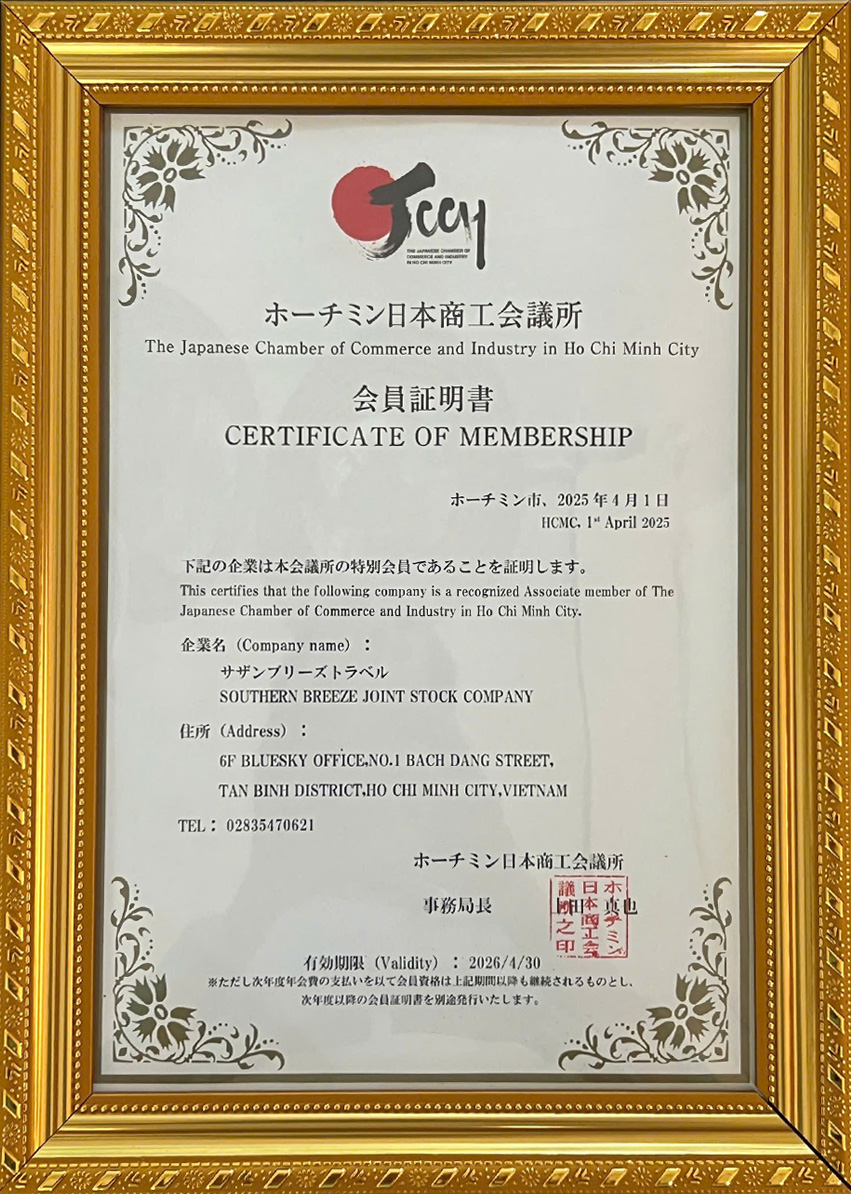 JCCH
THE JAPANESE CHAMBER OF
COMMERCE AND INDUSTRY
IN HO CHI MINH CITY
ホーチミン日本商工会議所
The Japanese Chamber of Commerce and Industry in Ho Chi Minh City
会員証明書
CERTIFICATE OF MEMBERSHIP
ホーチミン市、2025年4月1日
HCMC, 1st April 2025
下記の企業は本会議所の特別会員であることを証明します。
This certifies that the following company is a recognized Associate member of The
Japanese Chamber of Commerce and Industry in Ho Chi Minh City.
企業名（Company name）：
サザンブリーズトラベル
SOUTHERN BREEZE JOINT STOCK COMPANY
住所（Address）：
6F BLUESKY OFFICE,NO.1 BACH DANG STREET,
TAN BINH DISTRICT,HO CHI MINH CITY,VIETNAM
TEL：02835470621
ホーチミン日本商工会議所
事務局長 田 真也
ホーチミン
日本商工会
議所之印
有効期限（Validity）：2026/4/30
※ただし次年度年会費の支払いを以て会員資格は上記期間以降も継続されるものとし、
次年度以降の会員証明書を別途発行いたします。